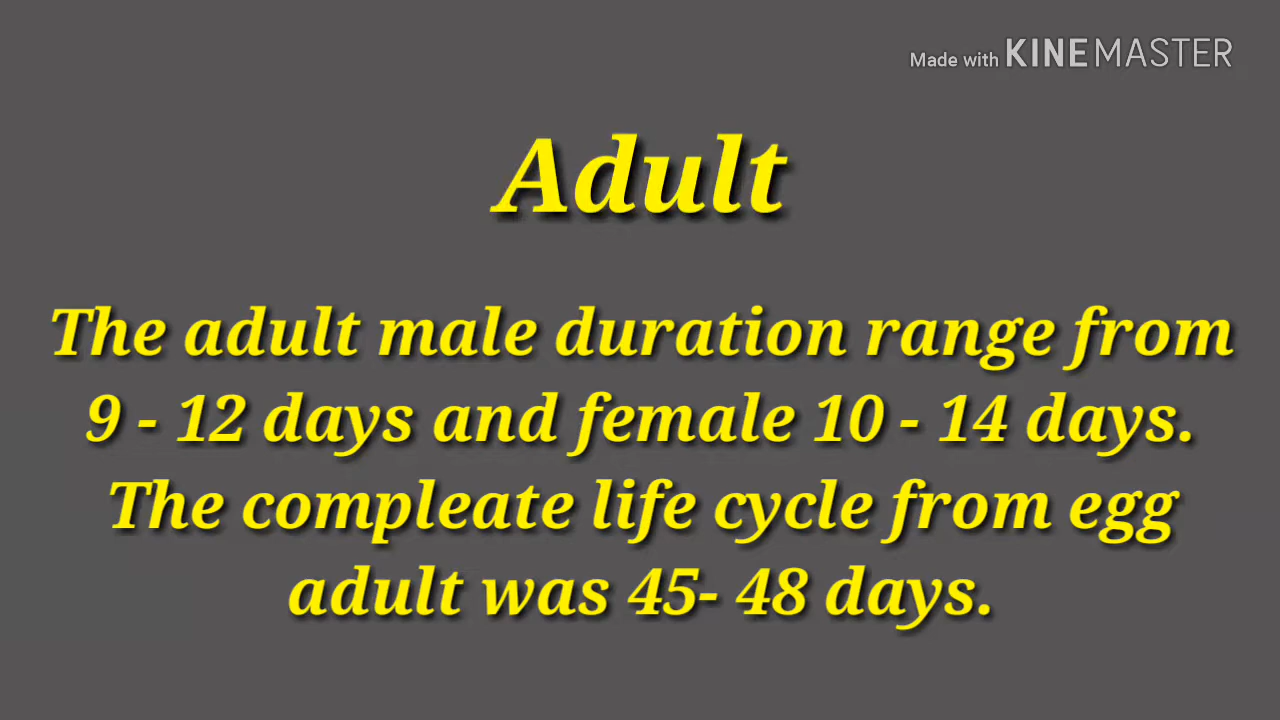 Made with KINEMASTER
Adult
The adult male duration range from
9 - 12 days and female 10 - 14 days.
The compleate life cycle from egg
adult was 45- 48 days.